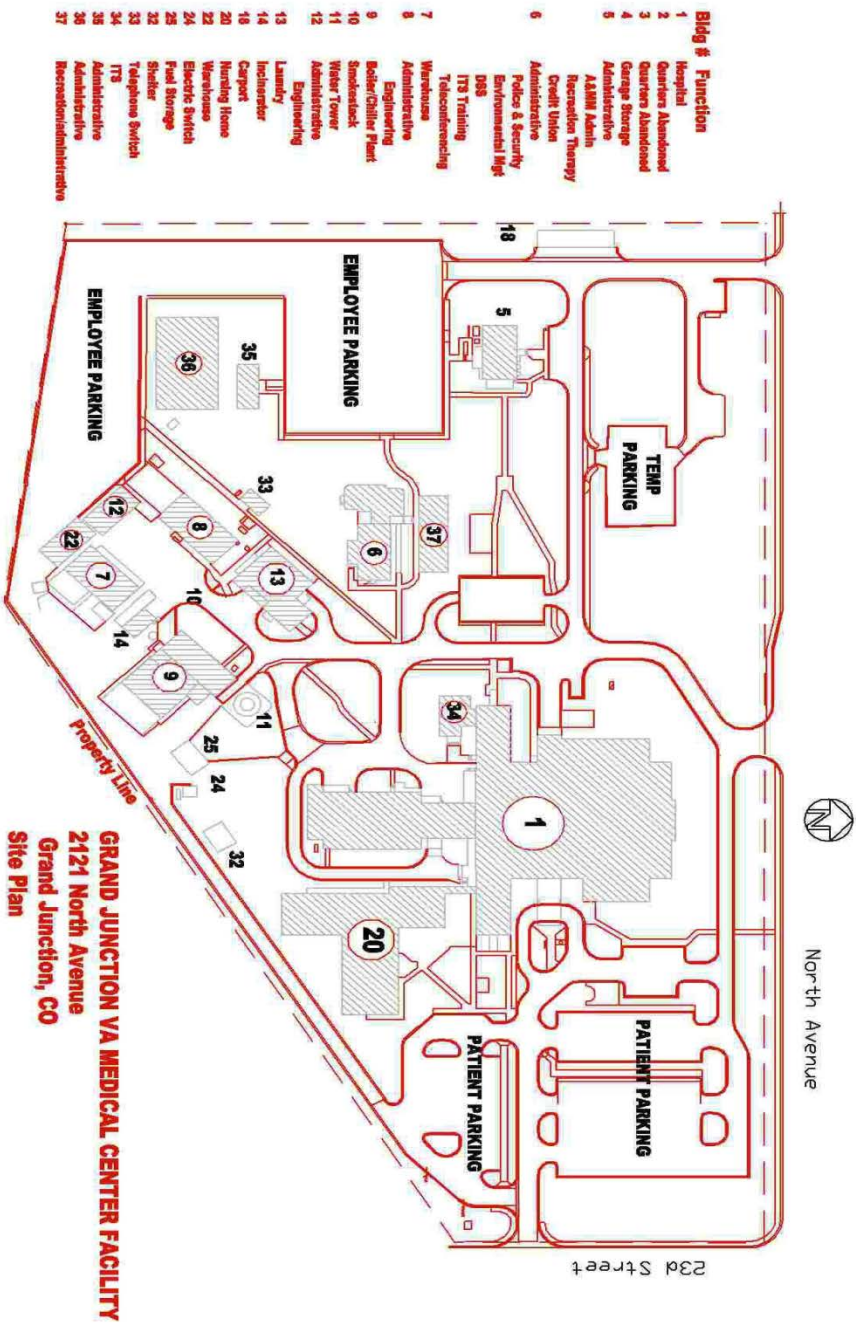 Bldg # Function
1 Hospital
2 Quarters Abandoned
3 Quarters Abandoned
4 Garage Storage
5 Administrative
A&MM Admin
Recreation Therapy
Credit Union
6 Administrative
Police & Security
Environmental Mgt
DSS
ITS Training
Teleconferencing
7 Warehouse
8 Administrative
Engineering
9 Boiler/Chiller Plant
10 Smokestack
11 Water Tower
12 Administrative
Engineering
13 Laundry
14 Incinerator
18 Carport
20 Nursing Home
22 Warehouse
24 Electric Switch
25 Fuel Storage
32 Shelter
33 Telephone Switch
34 ITS
35 Administrative
36 Administrative
37 Recreation/administrative
N
North Avenue
23d Street
18
5
TEMP
PARKING
EMPLOYEE PARKING
EMPLOYEE PARKING
36
35
33
37
6
8
12
22
7
13
10
14
9
11
25
24
32
34
1
20
PATIENT PARKING
PATIENT PARKING
Property Line
GRAND JUNCTION VA MEDICAL CENTER FACILITY
2121 North Avenue
Grand Junction, CO
Site Plan